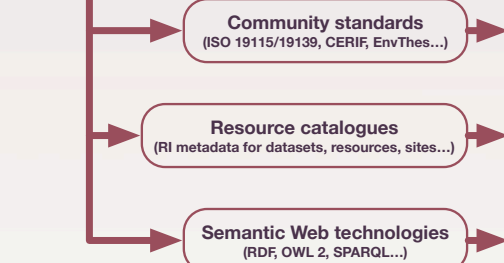 Community standards
(ISO 19115/19139, CERIF, EnvThes…)
Resource catalogues
(RI metadata for datasets, resources, sites…)
Semantic Web technologies
(RDF, OWL 2, SPARQL…)